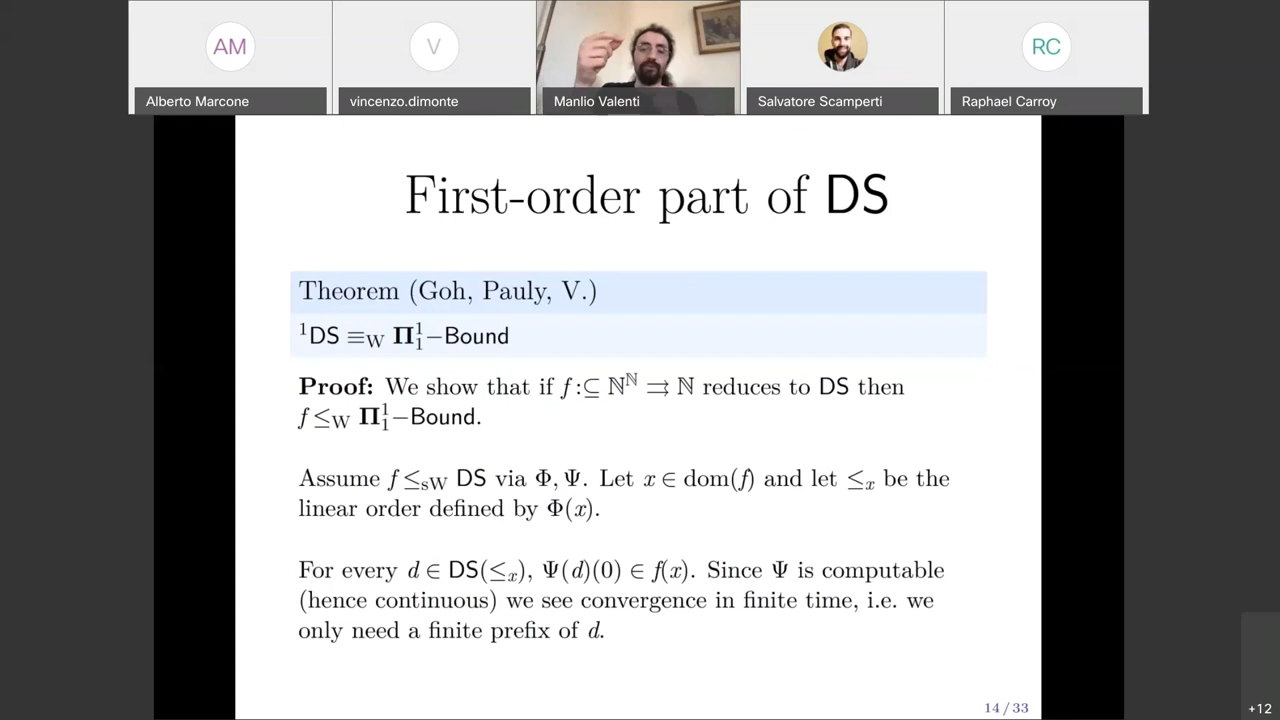 AM
V
RC
Alberto Marcone
vincenzo.dimonte
Manlio Valenti
Salvatore Scamperti
Raphael Carroy
First-order part of DS
Theorem (Goh, Pauly, V.)
¹DS ≡_W 𝚷¹₁−Bound
Proof: We show that if f :⊆ ℕ^ℕ ⇉ ℕ reduces to DS then
f ≤_W 𝚷¹₁−Bound.
Assume f ≤_sW DS via Φ, Ψ. Let x ∈ dom(f) and let ≤_x be the
linear order defined by Φ(x).
For every d ∈ DS(≤_x), Ψ(d)(0) ∈ f(x). Since Ψ is computable
(hence continuous) we see convergence in finite time, i.e. we
only need a finite prefix of d.
14 / 33
+12